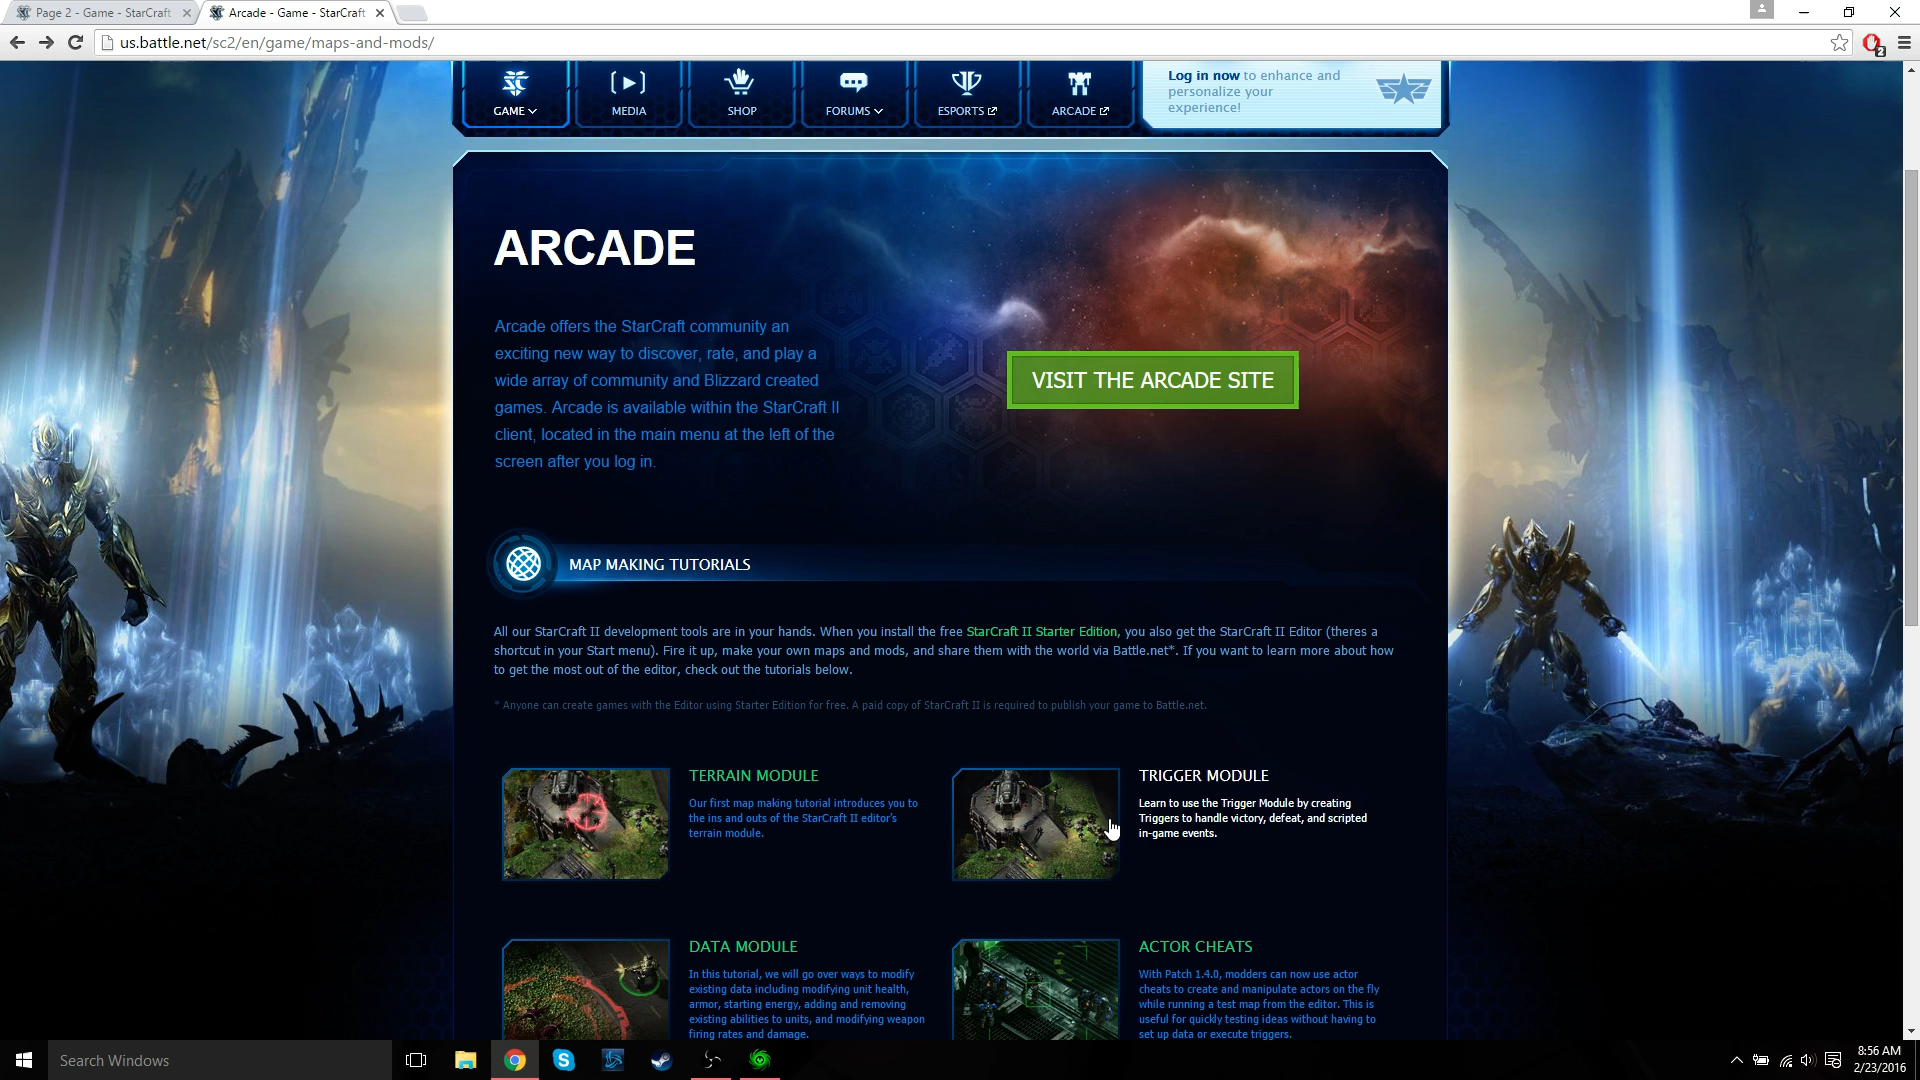 Page 2 - Game - StarCraft
Arcade - Game - StarCraft
us.battle.net/sc2/en/game/maps-and-mods/
2
GAME
MEDIA
SHOP
FORUMS
ESPORTS
ARCADE
Log in now to enhance and
personalize your
experience!
ARCADE
Arcade offers the StarCraft community an
exciting new way to discover, rate, and play a
wide array of community and Blizzard created
games. Arcade is available within the StarCraft II
client, located in the main menu at the left of the
screen after you log in.
VISIT THE ARCADE SITE
MAP MAKING TUTORIALS
All our StarCraft II development tools are in your hands. When you install the free StarCraft II Starter Edition, you also get the StarCraft II Editor (theres a
shortcut in your Start menu). Fire it up, make your own maps and mods, and share them with the world via Battle.net*. If you want to learn more about how
to get the most out of the editor, check out the tutorials below.
* Anyone can create games with the Editor using Starter Edition for free. A paid copy of StarCraft II is required to publish your game to Battle.net.
TERRAIN MODULE
Our first map making tutorial introduces you to
the ins and outs of the StarCraft II editor's
terrain module.
TRIGGER MODULE
Learn to use the Trigger Module by creating
Triggers to handle victory, defeat, and scripted
in-game events.
DATA MODULE
In this tutorial, we will go over ways to modify
existing data including modifying unit health,
armor, starting energy, adding and removing
existing abilities to units, and modifying weapon
firing rates and damage.
ACTOR CHEATS
With Patch 1.4.0, modders can now use actor
cheats to create and manipulate actors on the fly
while running a test map from the editor. This is
useful for quickly testing ideas without having to
set up data or execute triggers.
Search Windows
8:56 AM
2/23/2016